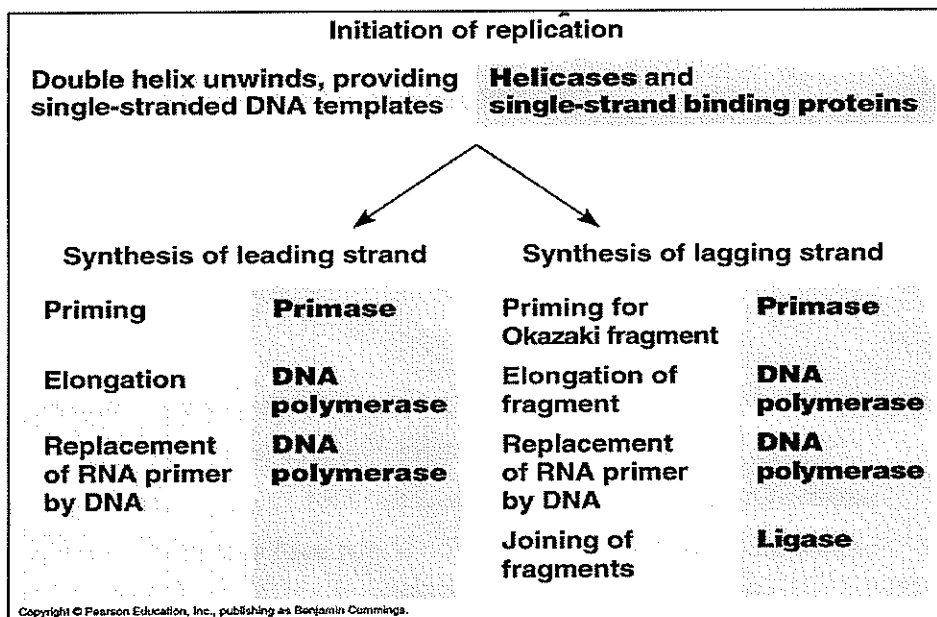 Initiation of replication
Double helix unwinds, providing
single-stranded DNA templates
Helicases and
single-strand binding proteins
Synthesis of leading strand
Priming
Primase
Elongation
DNA
polymerase
Replacement
of RNA primer
by DNA
DNA
polymerase
Synthesis of lagging strand
Priming for
Okazaki fragment
Primase
Elongation of
fragment
DNA
polymerase
Replacement
of RNA primer
by DNA
DNA
polymerase
Joining of
fragments
Ligase
Copyright © Pearson Education, Inc., publishing as Benjamin Cummings.